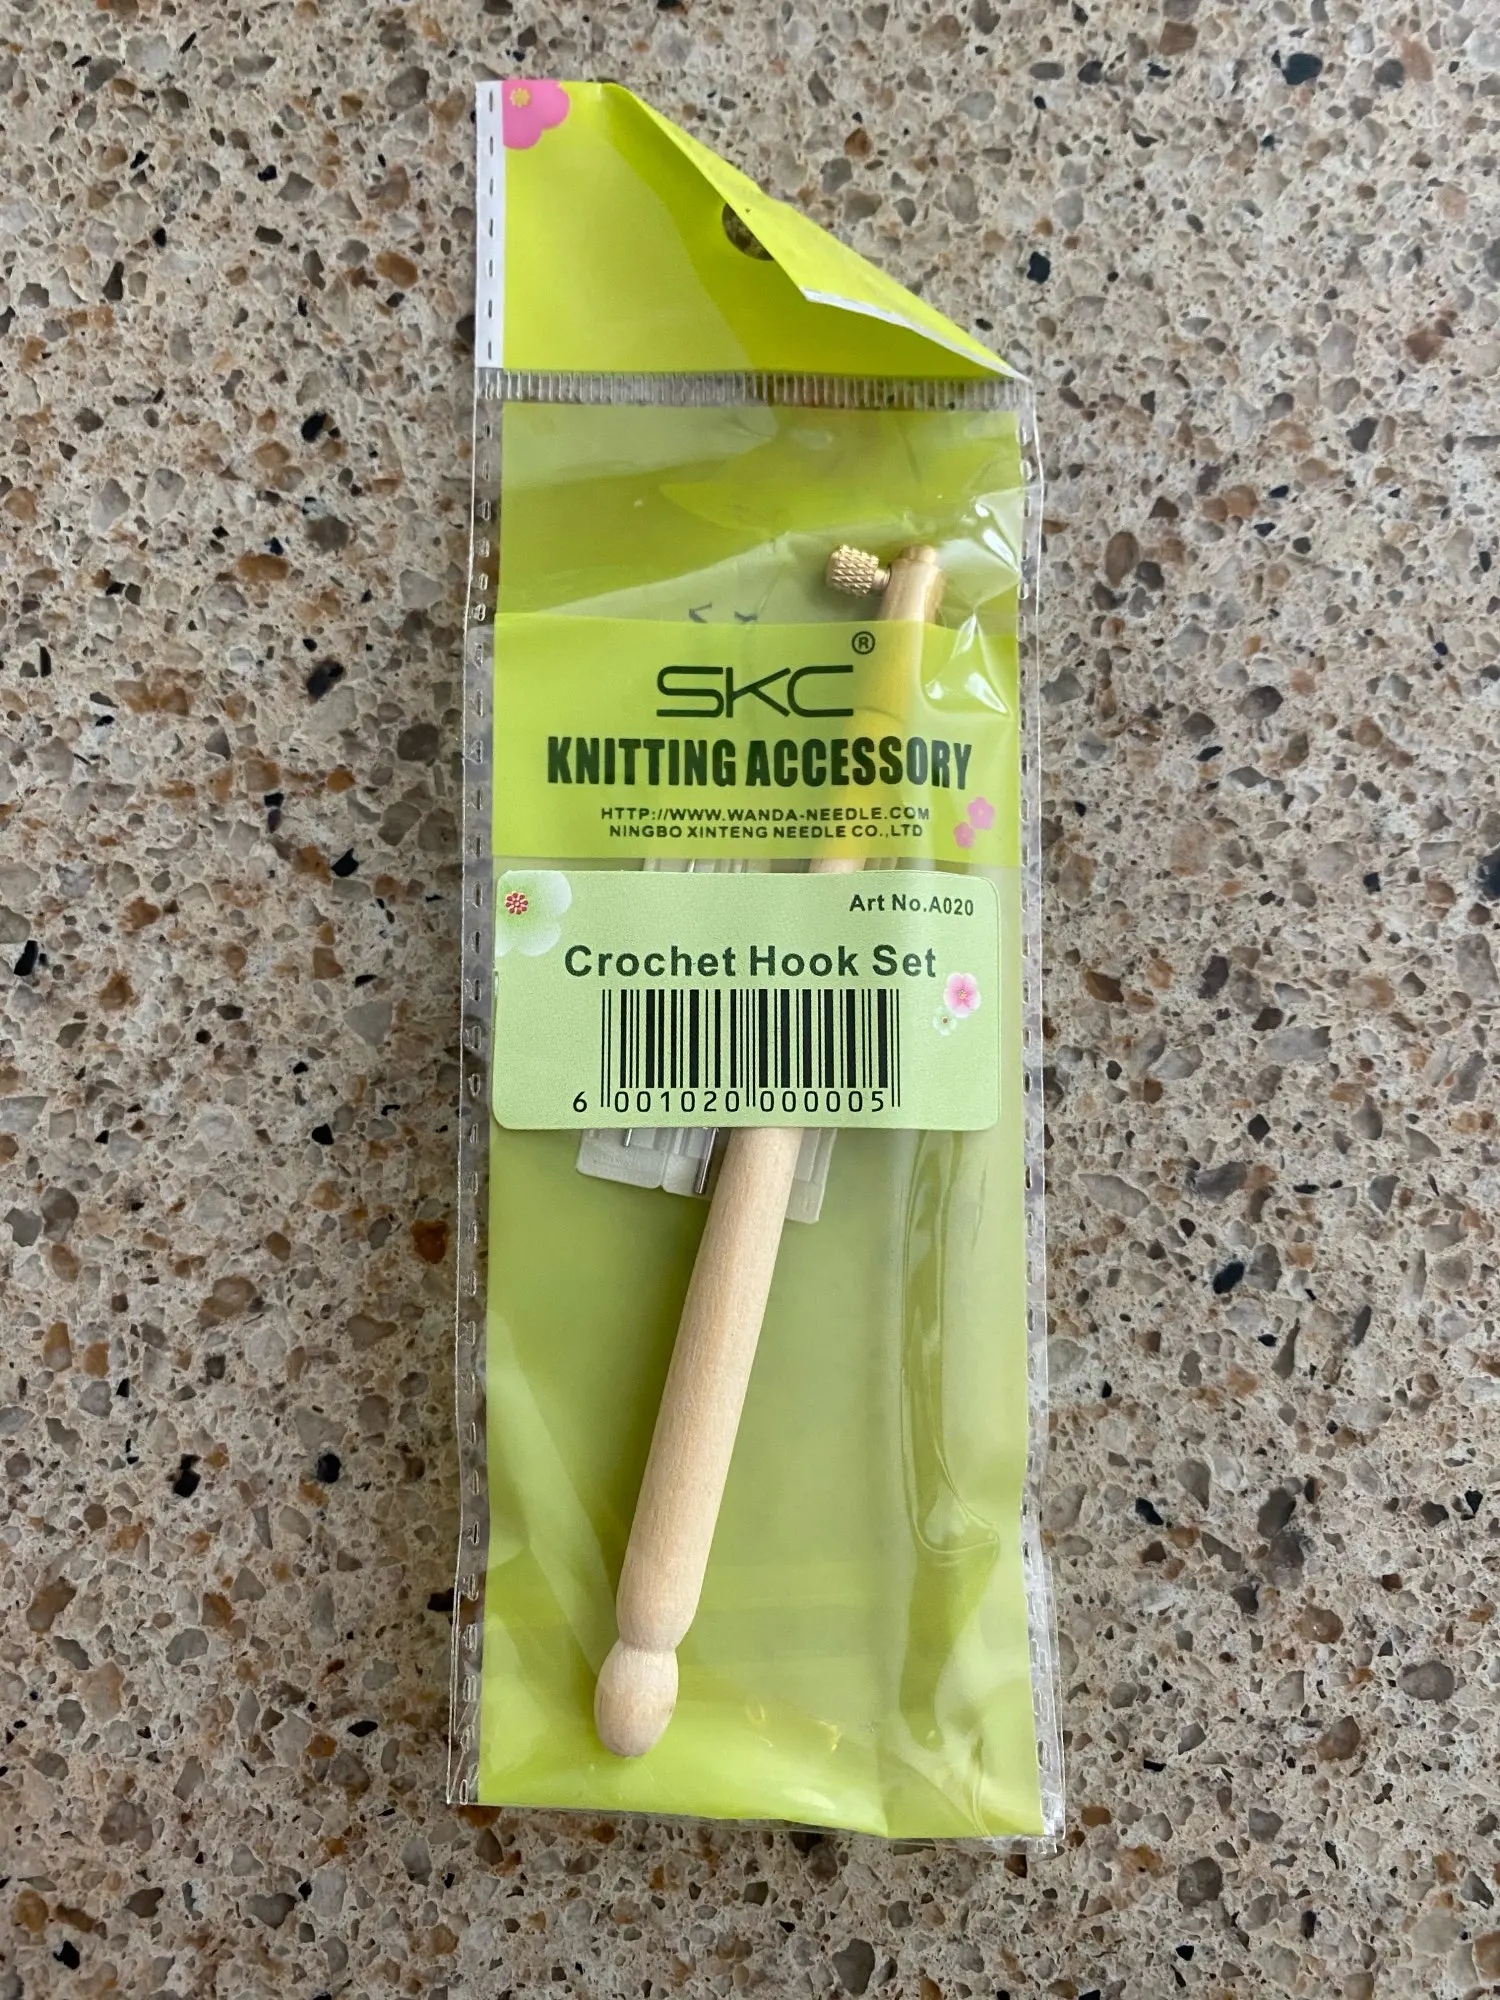 SKC®
KNITTING ACCESSORY
HTTP://WWW.WANDA-NEEDLE.COM
NINGBO XINTENG NEEDLE CO.,LTD
Art No.A020
Crochet Hook Set
6 001020 000005